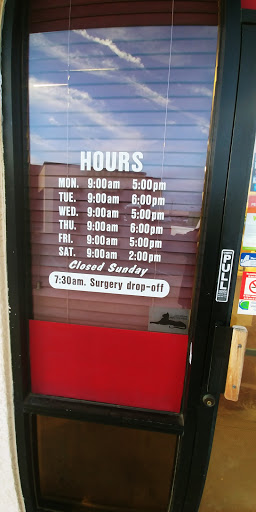 HOURS
MON. 9:00am 5:00pm
TUE. 9:00am 6:00pm
WED. 9:00am 5:00pm
THU. 9:00am 6:00pm
FRI. 9:00am 5:00pm
SAT. 9:00am 2:00pm
Closed Sunday
7:30am. Surgery drop-off
PULL